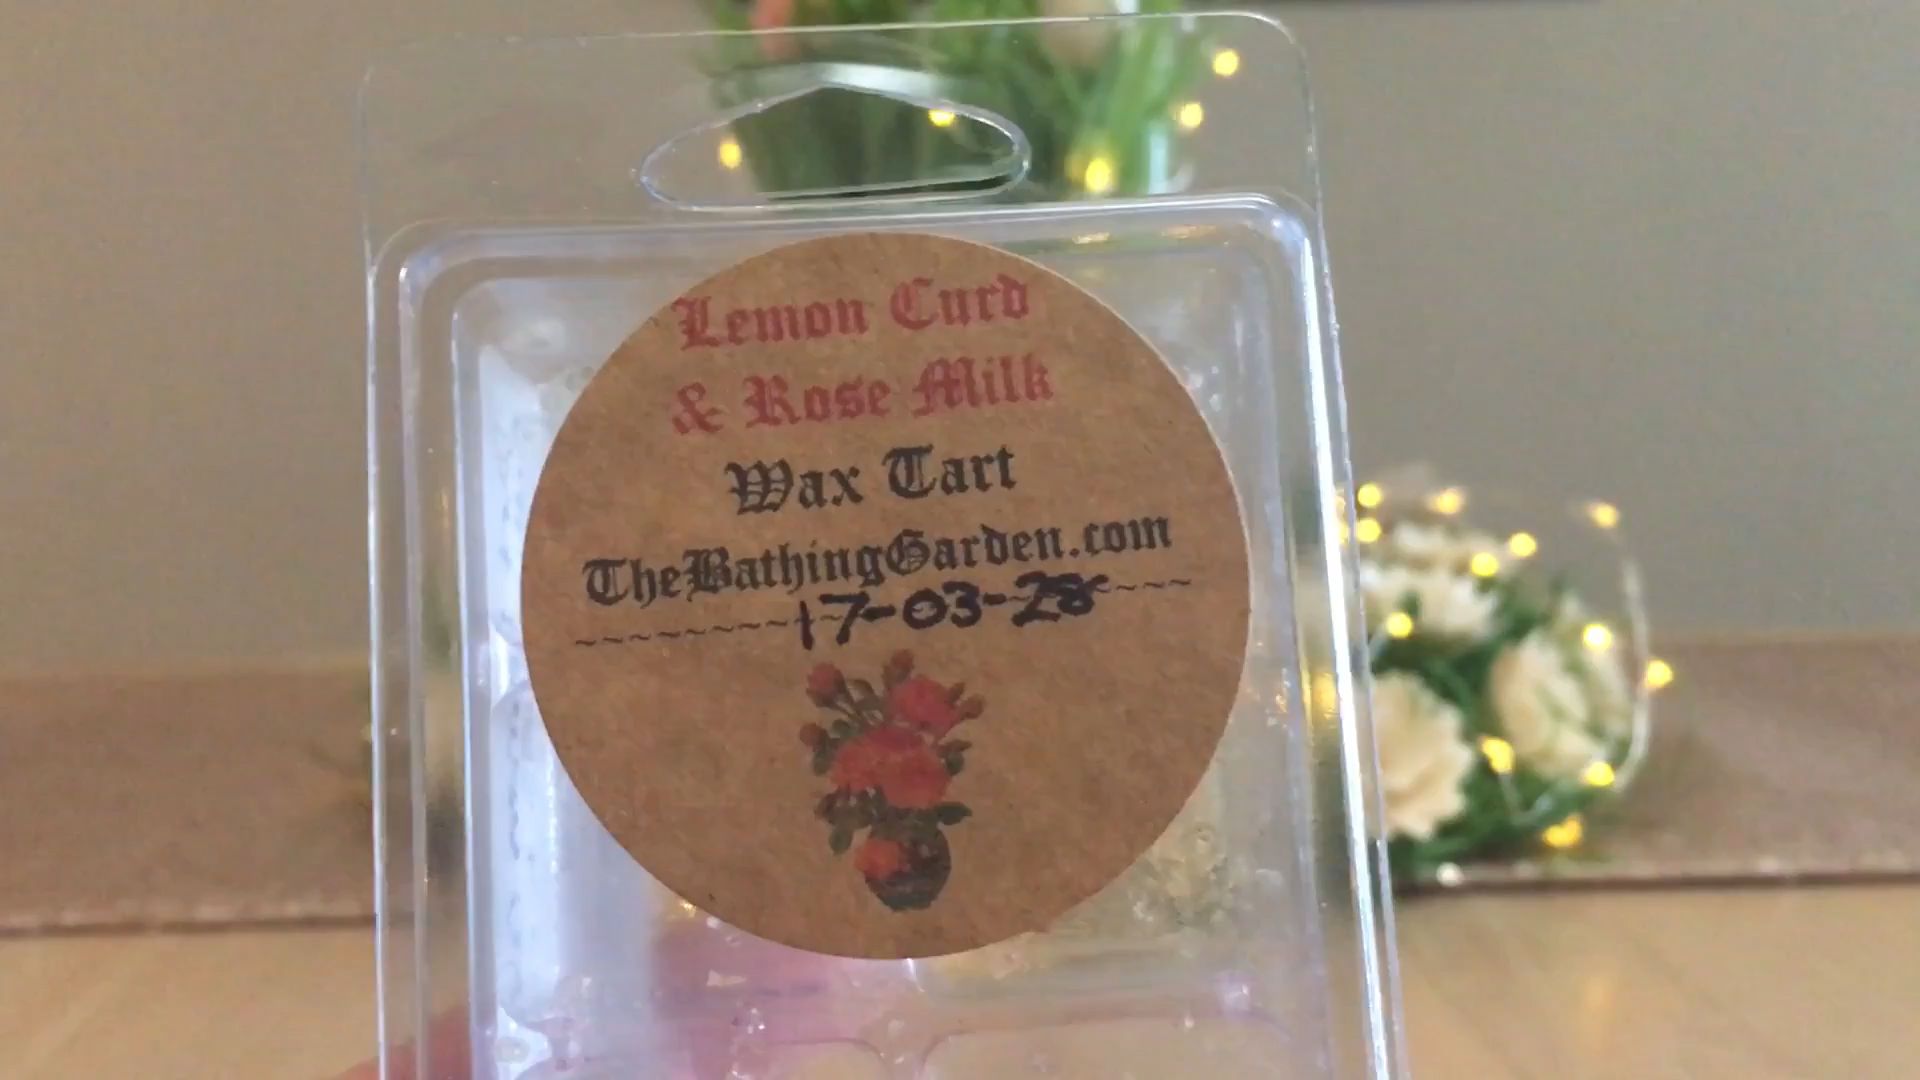 Lemon Curd
& Rose Milk
Wax Tart
TheBathingGarden.com
17-03-28